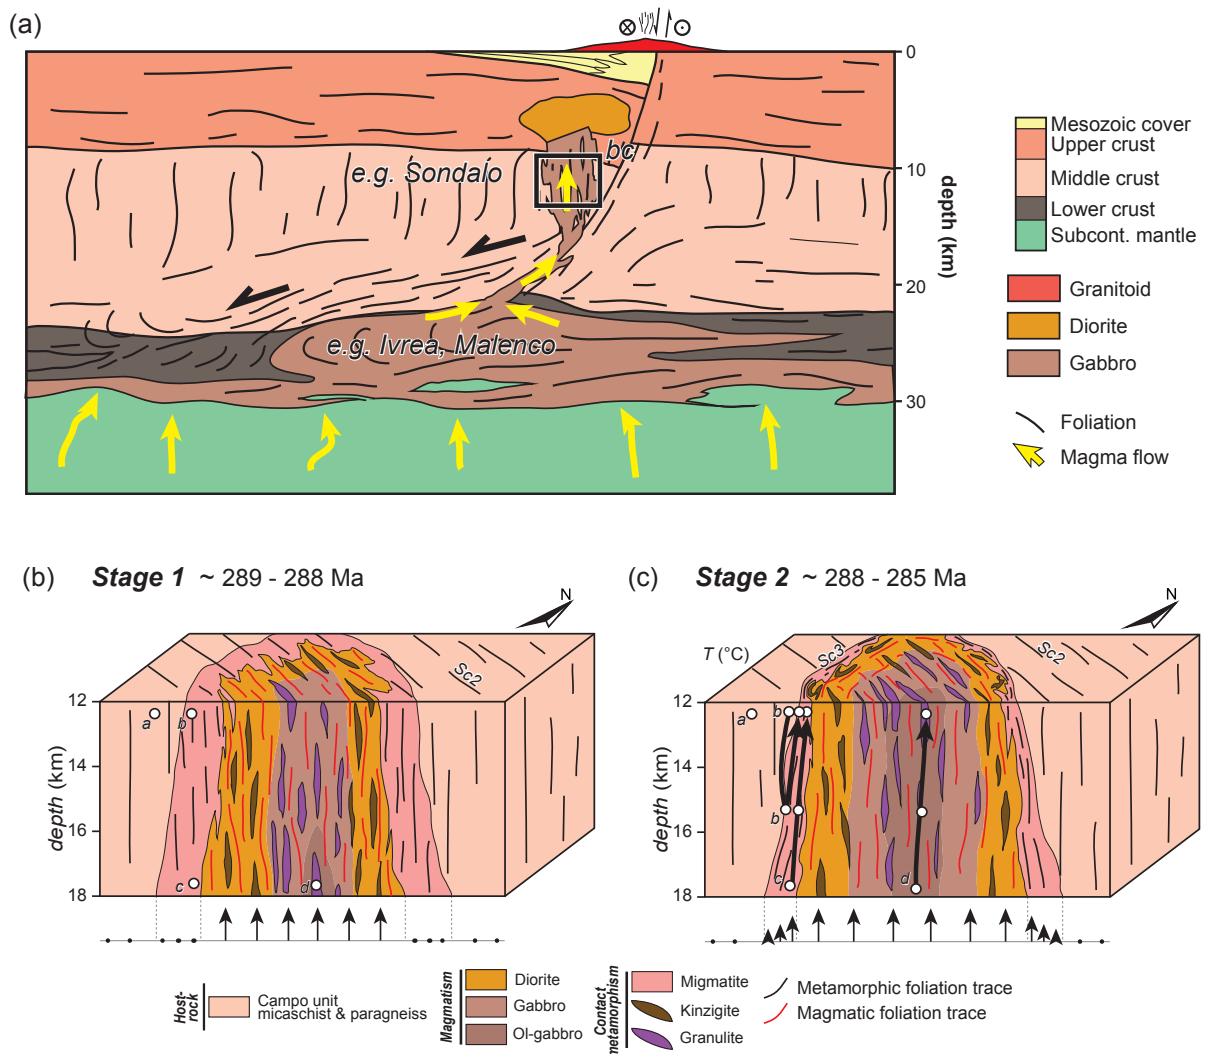 (a)
0
bc
e.g. Sondalo
10
20
30
depth (km)
e.g. Ivrea, Malenco
Mesozoic cover
Upper crust
Middle crust
Lower crust
Subcont. mantle
Granitoid
Diorite
Gabbro
Foliation
Magma flow
(b) Stage 1 ~ 289 - 288 Ma
N
Sc2
12
a b
14
depth (km)
16
c d
18
(c) Stage 2 ~ 288 - 285 Ma
N
T (°C)
Sc3 Sc2
12
a b
14
depth (km)
b
16
c d
18
Host-
rock
Campo unit
micaschist & paragneiss
Magmatism
Diorite
Gabbro
Ol-gabbro
Contact
metamorphism
Migmatite
Kinzigite
Granulite
Metamorphic foliation trace
Magmatic foliation trace